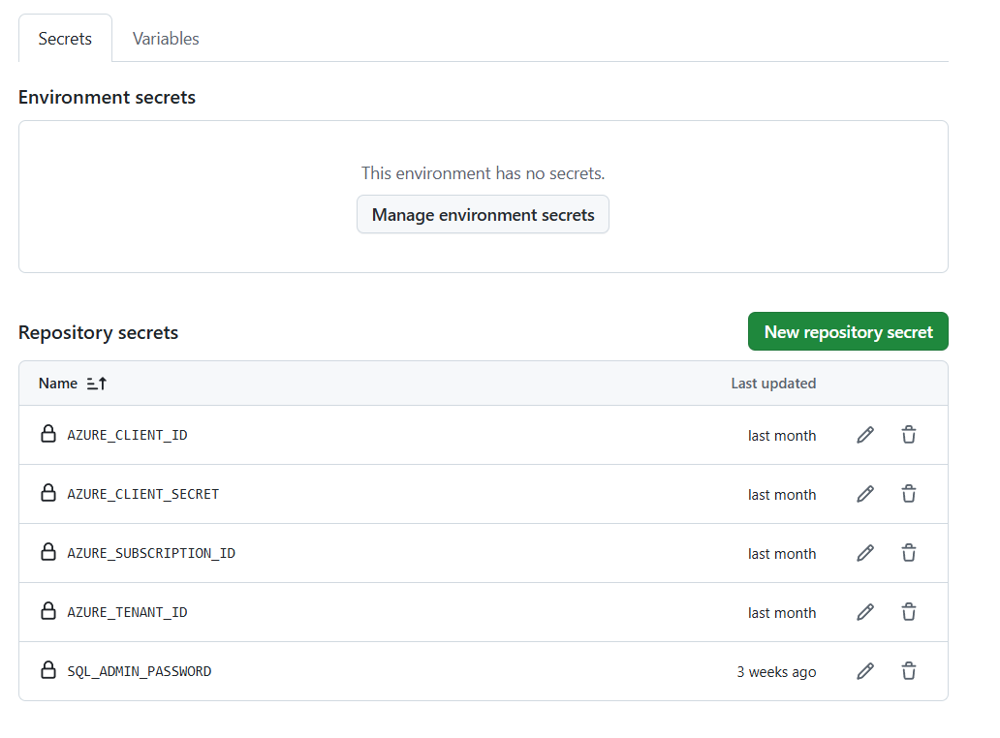 Secrets Variables
Environment secrets
This environment has no secrets.
Manage environment secrets
Repository secrets New repository secret
Name Last updated
AZURE_CLIENT_ID last month
AZURE_CLIENT_SECRET last month
AZURE_SUBSCRIPTION_ID last month
AZURE_TENANT_ID last month
SQL_ADMIN_PASSWORD 3 weeks ago